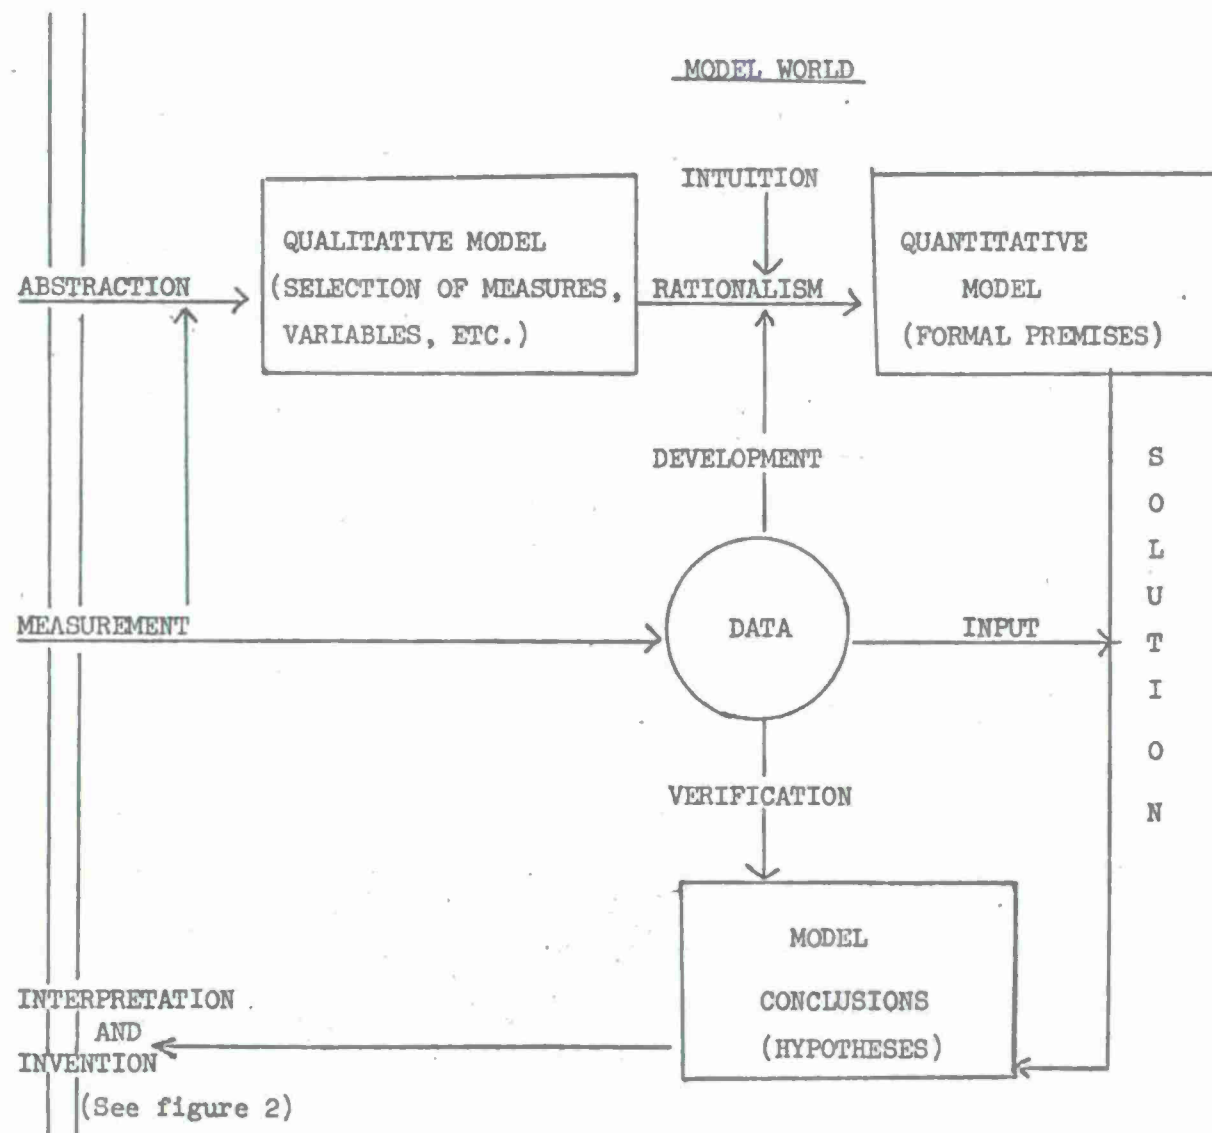 MODEL WORLD
INTUITION
QUALITATIVE MODEL
(SELECTION OF MEASURES,
VARIABLES, ETC.)
QUANTITATIVE
MODEL
(FORMAL PREMISES)
ABSTRACTION
RATIONALISM
DEVELOPMENT
SOLUTION
MEASUREMENT
DATA
INPUT
VERIFICATION
MODEL
CONCLUSIONS
(HYPOTHESES)
INTERPRETATION
AND
INVENTION
(See figure 2)